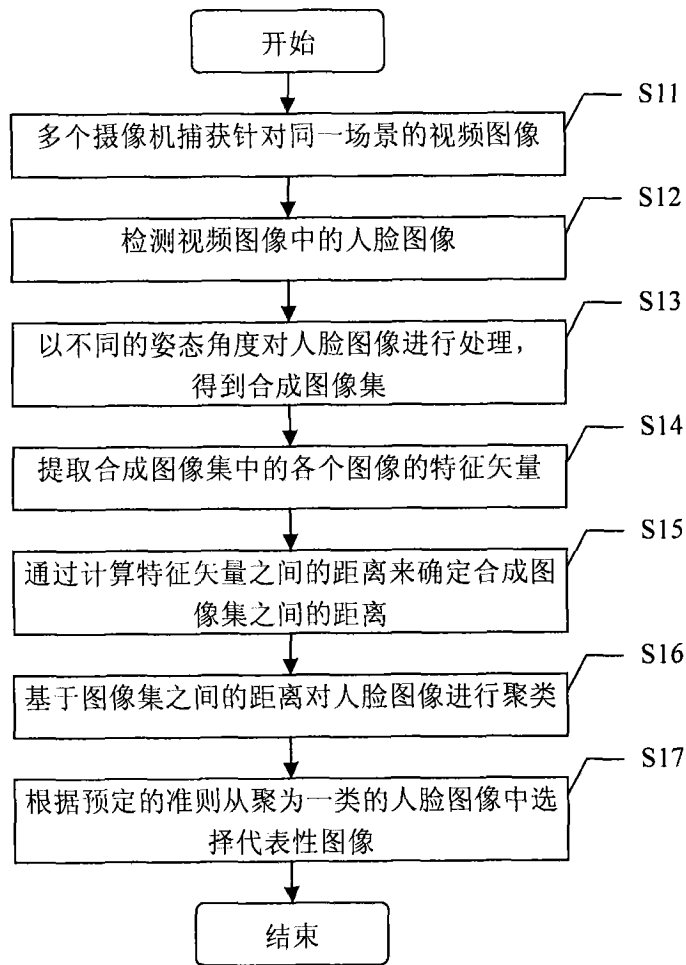 开始
S11
多个摄像机捕获针对同一场景的视频图像
S12
检测视频图像中的人脸图像
S13
以不同的姿态角度对人脸图像进行处理，
得到合成图像集
S14
提取合成图像集中的各个图像的特征矢量
S15
通过计算特征矢量之间的距离来确定合成图
像集之间的距离
S16
基于图像集之间的距离对人脸图像进行聚类
S17
根据预定的准则从聚为一类的人脸图像中选
择代表性图像
结束